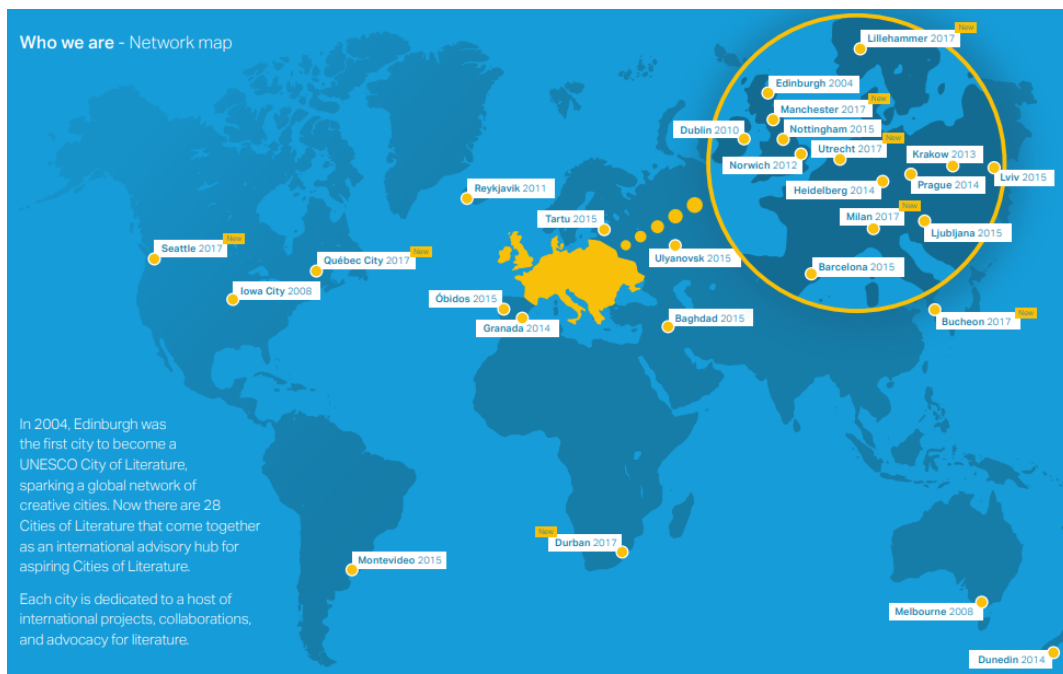 Who we are - Network map
New
Lillehammer 2017
Edinburgh 2004
New
Manchester 2017
Dublin 2010
Nottingham 2015
New
Utrecht 2017
Norwich 2012
Krakow 2013
Lviv 2015
Heidelberg 2014
Prague 2014
New
Milan 2017
Ljubljana 2015
Barcelona 2015
Reykjavik 2011
Tartu 2015
Ulyanovsk 2015
New
Seattle 2017
New
Québec City 2017
Iowa City 2008
Óbidos 2015
Granada 2014
Baghdad 2015
New
Bucheon 2017
In 2004, Edinburgh was
the first city to become a
UNESCO City of Literature,
sparking a global network of
creative cities. Now there are 28
Cities of Literature that come together
as an international advisory hub for
aspiring Cities of Literature.
Each city is dedicated to a host of
international projects, collaborations,
and advocacy for literature.
New
Durban 2017
Montevideo 2015
Melbourne 2008
Dunedin 2014